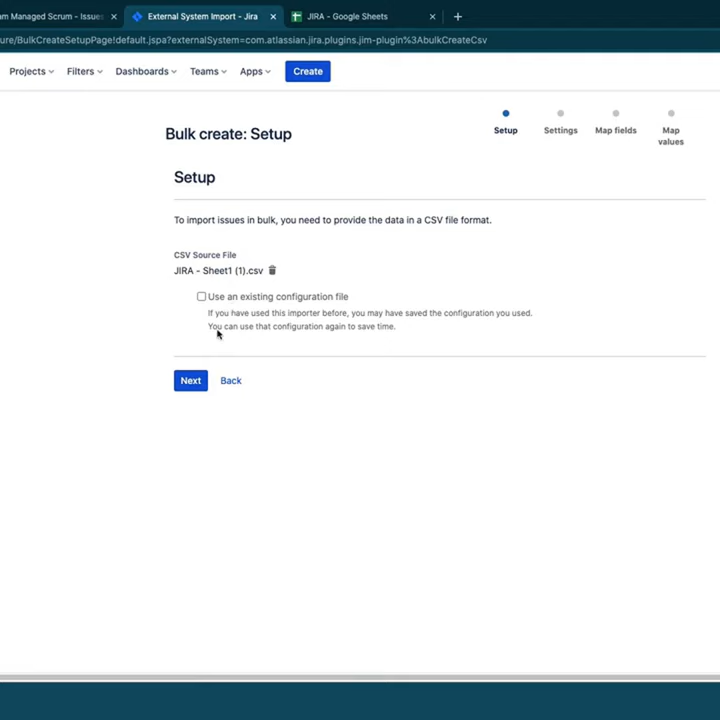 am Managed Scrum - Issues
External System Import - Jira
JIRA - Google Sheets
ure/BulkCreateSetupPage!default.jspa?externalSystem=com.atlassian.jira.plugins.jim-plugin%3AbulkCreateCsv
Projects Filters Dashboards Teams Apps Create
Bulk create: Setup
Setup
Settings
Map fields
Map
values
Setup
To import issues in bulk, you need to provide the data in a CSV file format.
CSV Source File
JIRA - Sheet1 (1).csv
Use an existing configuration file
If you have used this importer before, you may have saved the configuration you used.
You can use that configuration again to save time.
Next Back